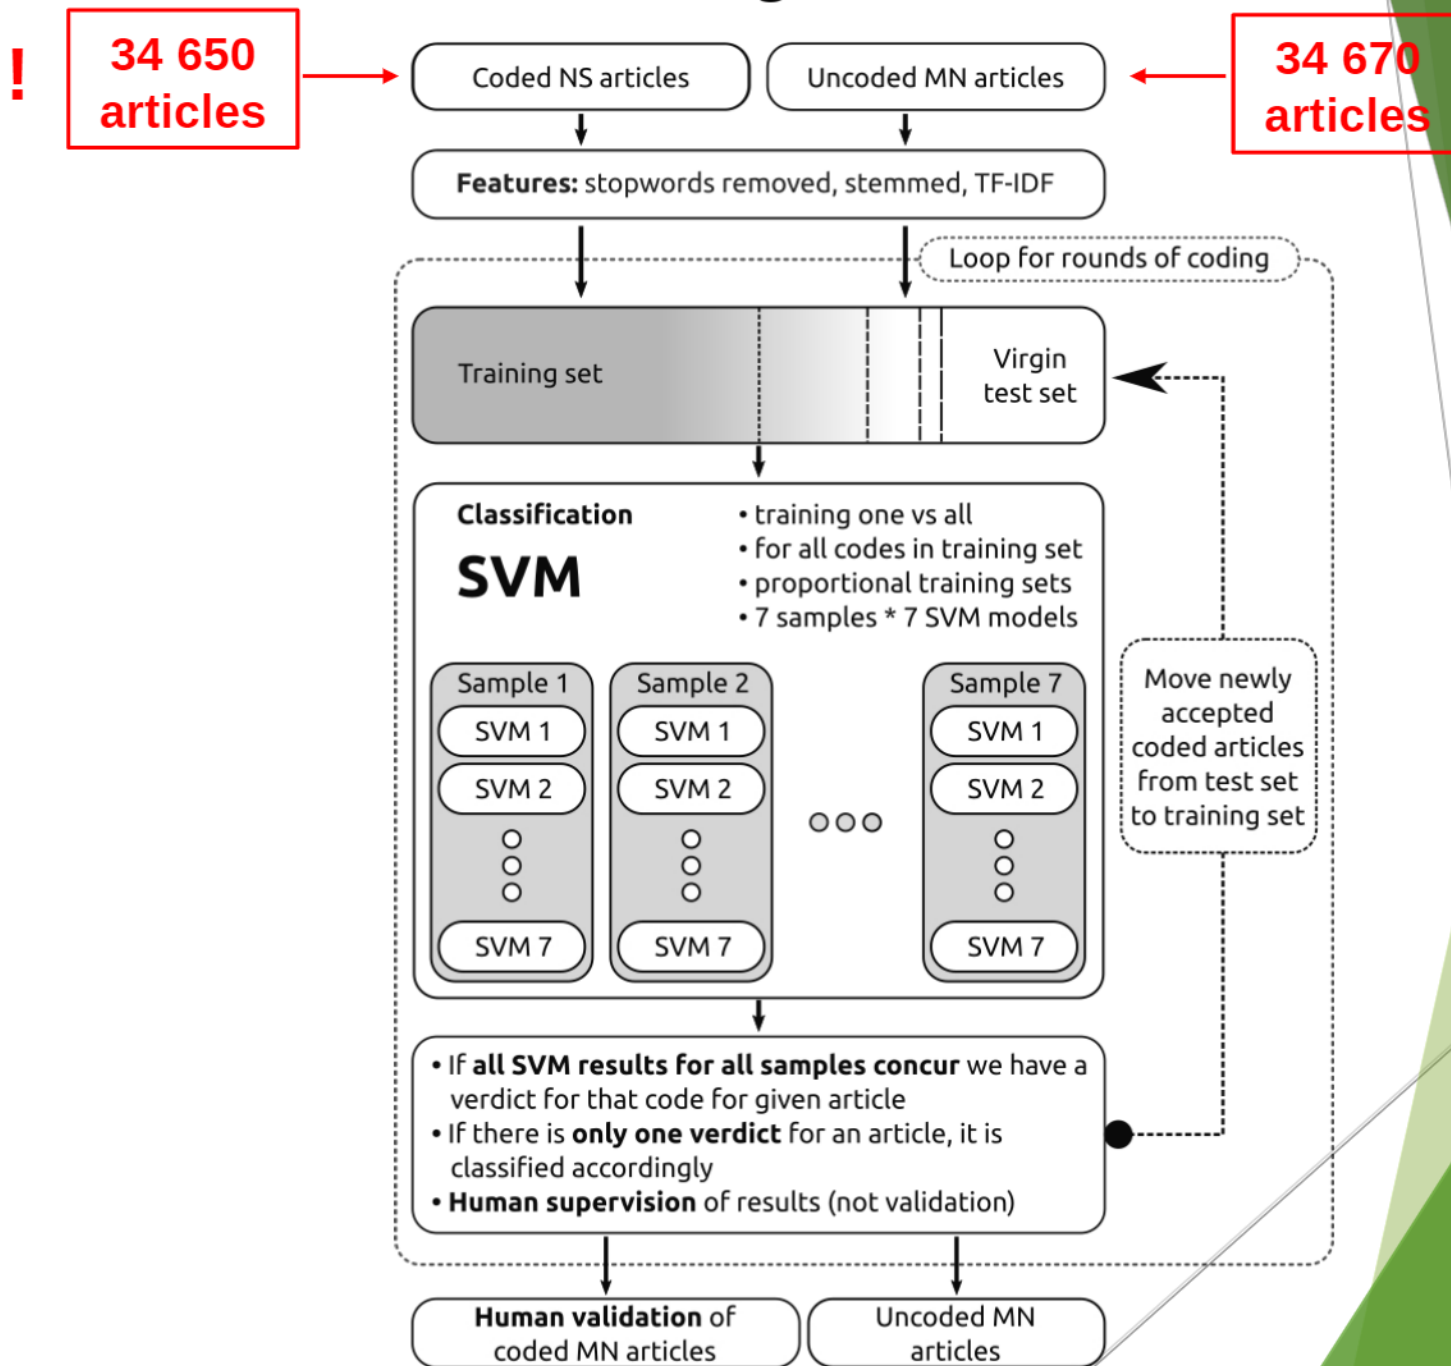 !
34 650
articles
Coded NS articles
Uncoded MN articles
34 670
articles
Features: stopwords removed, stemmed, TF-IDF
Loop for rounds of coding
Training set
Virgin
test set
Classification
SVM
• training one vs all
• for all codes in training set
• proportional training sets
• 7 samples * 7 SVM models
Sample 1
SVM 1
SVM 2
SVM 7
Sample 2
SVM 1
SVM 2
SVM 7
Sample 7
SVM 1
SVM 2
SVM 7
Move newly
accepted
coded articles
from test set
to training set
• If all SVM results for all samples concur we have a
verdict for that code for given article
• If there is only one verdict for an article, it is
classified accordingly
• Human supervision of results (not validation)
Human validation of
coded MN articles
Uncoded MN
articles